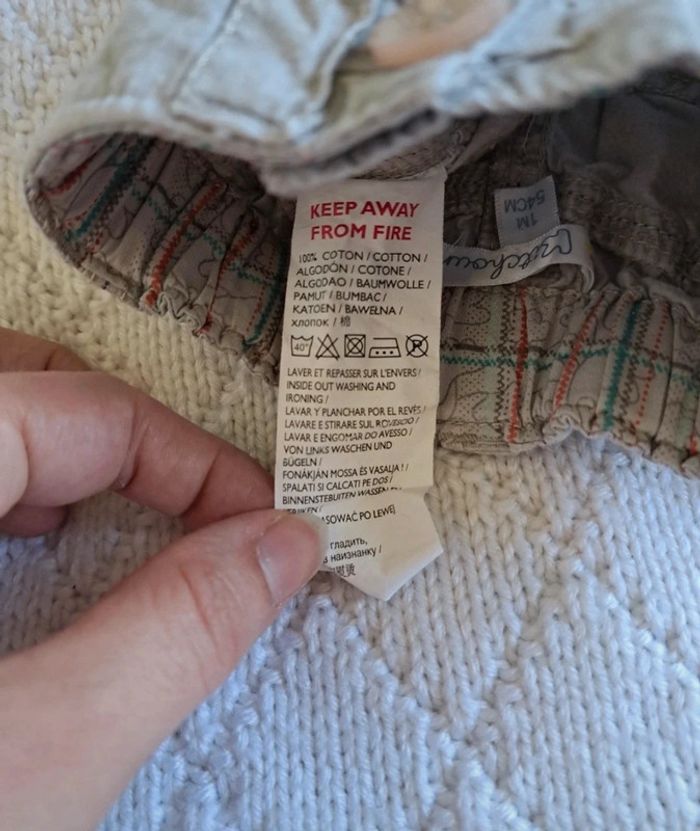 KEEP AWAY
FROM FIRE
100% COTON / COTTON /
ALGODÓN / COTONE /
ALGODAO / BAUMWOLLE /
PAMUT / BUMBAC /
KATOEN / BAWEŁNA /
ХЛОПОК / 棉
40°
P
LAVER ET REPASSER SUR L'ENVERS /
INSIDE OUT WASHING AND
IRONING /
LAVAR Y PLANCHAR POR EL REVÉS /
LAVARE E STIRARE SUL ROVESCIO /
LAVAR E ENGOMAR DO AVESSO /
VON LINKS WASCHEN UND
BÜGELN /
FONÁKJÁN MOSSA ÉS VASALJA ! /
SPALATI SI CALCATI PE DOS /
BINNENSTEBUITEN WASSEN
PO LEWEJ
гладить,
наизнанку /
1M
54CM